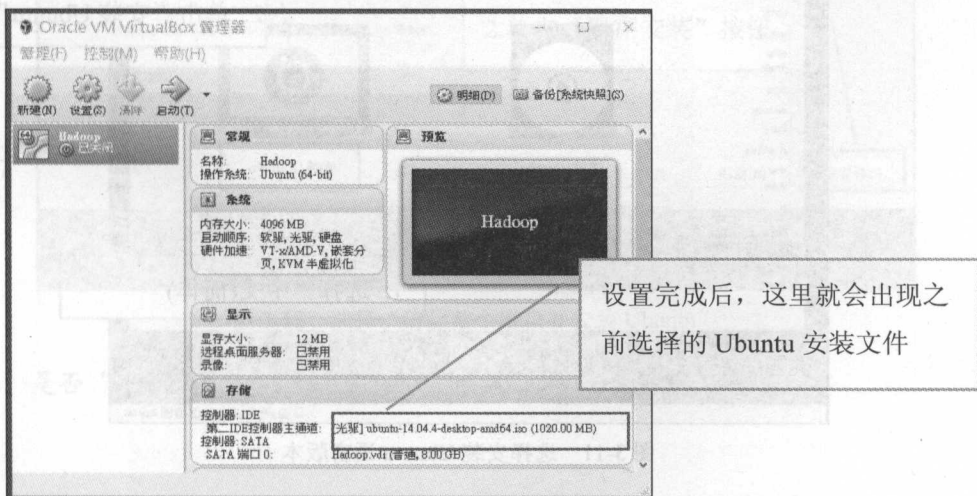 Oracle VM VirtualBox 管理器
管理(F) 控制(M) 帮助(H)
新建(N) 设置(S) 清除 启动(T)
明细(D) 备份[系统快照](S)
Hadoop
已关闭
常规
名称: Hadoop
操作系统: Ubuntu (64-bit)
系统
内存大小: 4096 MB
启动顺序: 软驱, 光驱, 硬盘
硬件加速: VT-x/AMD-V, 嵌套分
页, KVM 半虚拟化
预览
Hadoop
显示
显存大小: 12 MB
远程桌面服务器: 已禁用
录像: 已禁用
存储
控制器: IDE
第二IDE控制器主通道: [光驱] ubuntu-14.04.4-desktop-amd64.iso (1020.00 MB)
控制器: SATA
SATA 端口 0: Hadoop.vdi (普通, 8.00 GB)
设置完成后，这里就会出现之
前选择的 Ubuntu 安装文件